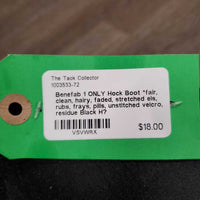 The Tack Collector
1003533-72
Benefab 1 ONLY Hock Boot *fair,
clean, hairy, faded, stretched els,
rubs, frays, pills, unstitched velcro,
residue Black H?
V5VWRX
$18.00